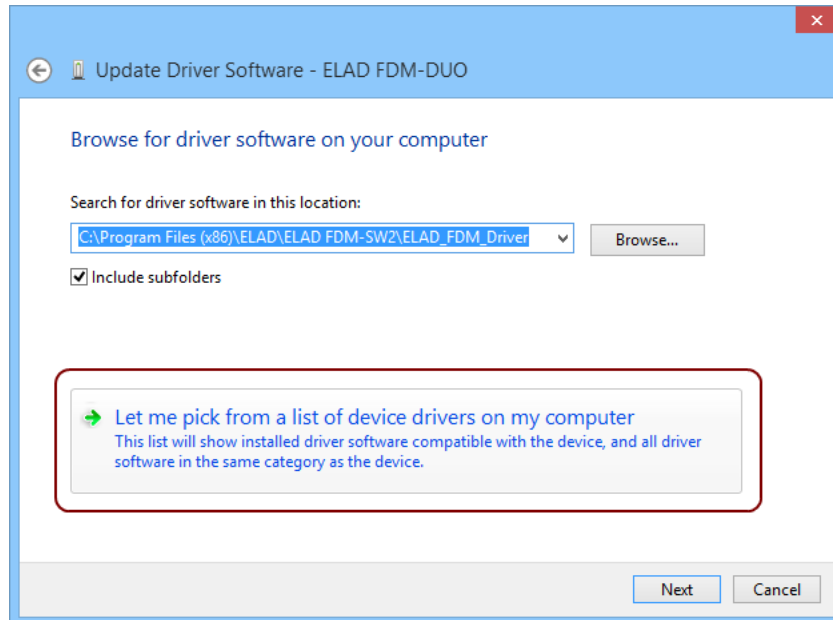 Update Driver Software - ELAD FDM-DUO
Browse for driver software on your computer
Search for driver software in this location:
C:\Program Files (x86)\ELAD\ELAD FDM-SW2\ELAD_FDM_Driver
Browse...
Include subfolders
Let me pick from a list of device drivers on my computer
This list will show installed driver software compatible with the device, and all driver
software in the same category as the device.
Next
Cancel